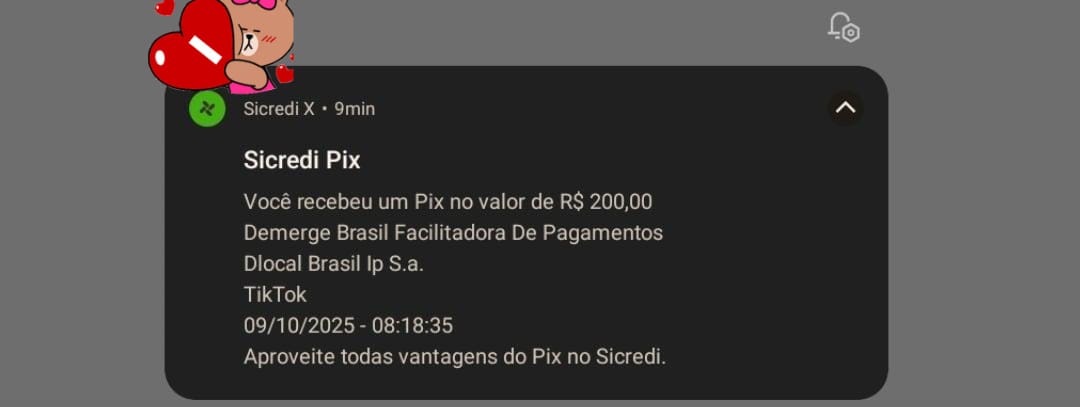 Sicredi X • 9min
Sicredi Pix
Você recebeu um Pix no valor de R$ 200,00
Demerge Brasil Facilitadora De Pagamentos
Dlocal Brasil Ip S.a.
TikTok
09/10/2025 - 08:18:35
Aproveite todas vantagens do Pix no Sicredi.